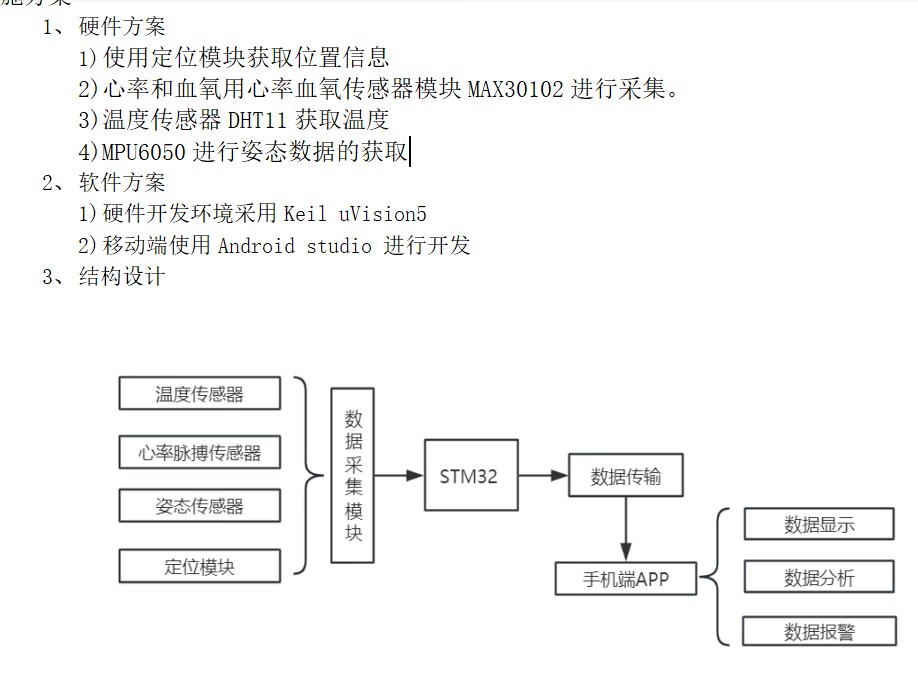 施方案
1、 硬件方案
1)使用定位模块获取位置信息
2)心率和血氧用心率血氧传感器模块 MAX30102 进行采集。
3)温度传感器 DHT11 获取温度
4)MPU6050 进行姿态数据的获取
2、 软件方案
1)硬件开发环境采用 Keil uVision5
2)移动端使用 Android studio 进行开发
3、 结构设计
温度传感器
心率脉搏传感器
姿态传感器
定位模块
数据采集模块
STM32
数据传输
手机端APP
数据显示
数据分析
数据报警